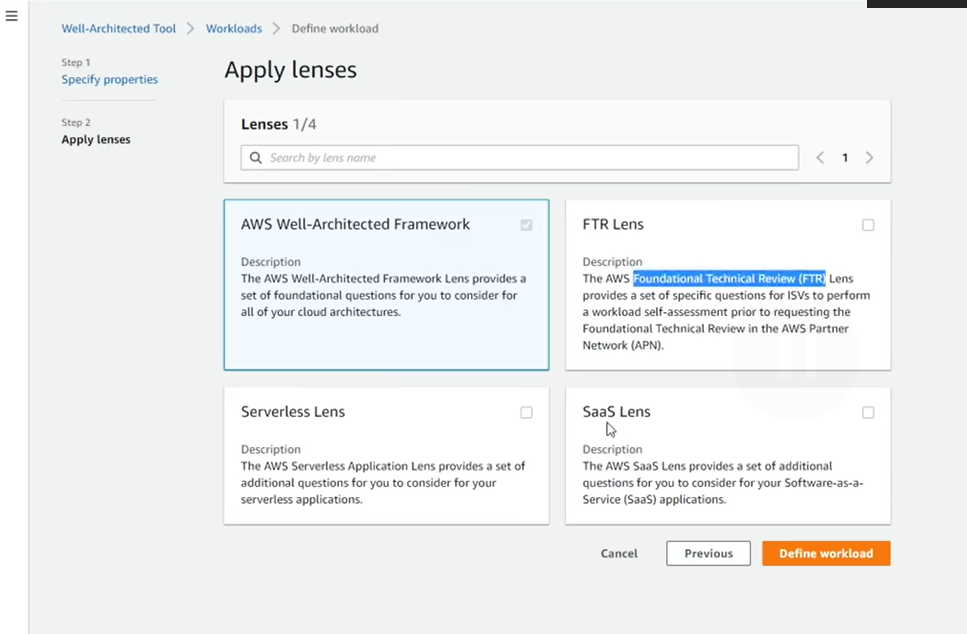 Well-Architected Tool > Workloads > Define workload
Step 1
Specify properties
Step 2
Apply lenses
Apply lenses
Lenses 1/4
Search by lens name
1
AWS Well-Architected Framework
Description
The AWS Well-Architected Framework Lens provides a
set of foundational questions for you to consider for
all of your cloud architectures.
FTR Lens
Description
The AWS Foundational Technical Review (FTR) Lens
provides a set of specific questions for ISVs to perform
a workload self-assessment prior to requesting the
Foundational Technical Review in the AWS Partner
Network (APN).
Serverless Lens
Description
The AWS Serverless Application Lens provides a set of
additional questions for you to consider for your
serverless applications.
SaaS Lens
Description
The AWS SaaS Lens provides a set of additional
questions for you to consider for your Software-as-a-
Service (SaaS) applications.
Cancel
Previous
Define workload